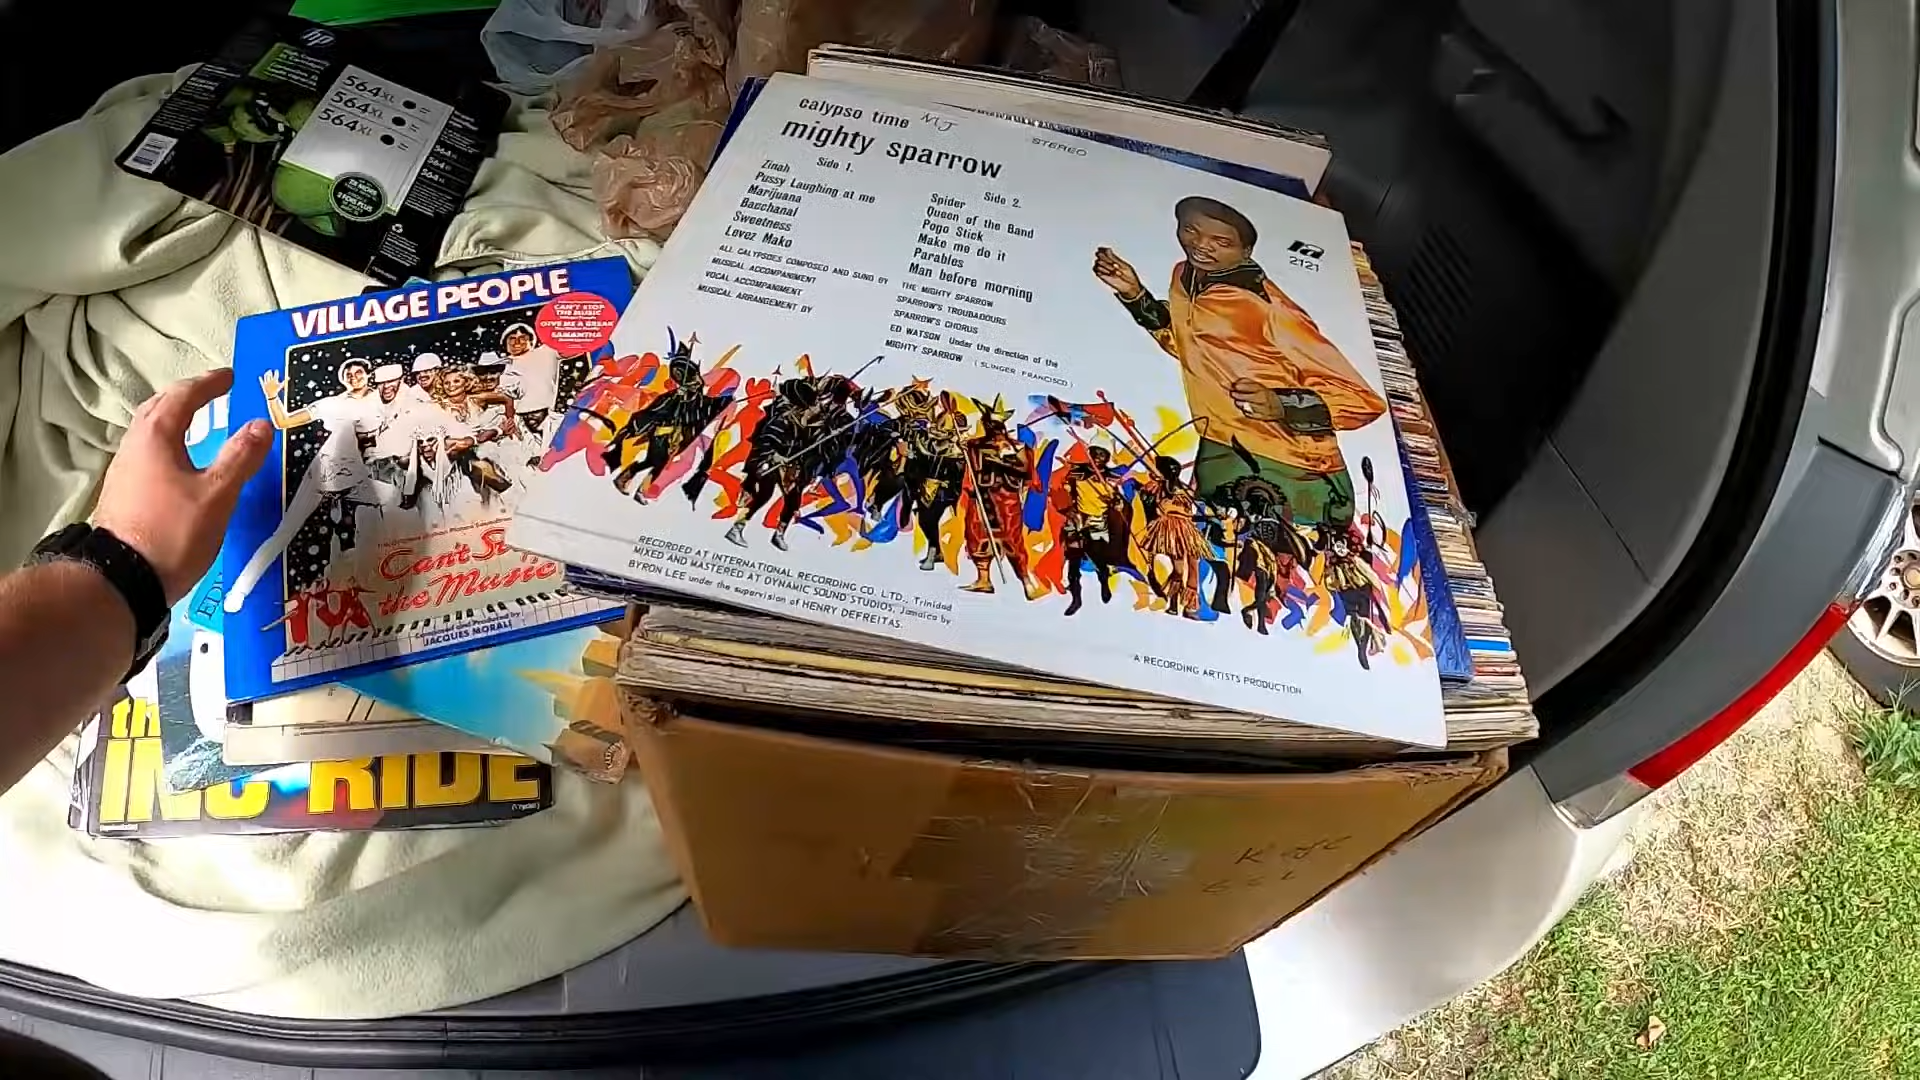 hp
564XL
564XL
564XL
564XL
564XL
VILLAGE PEOPLE
CAN'T STOP
THE MUSIC
GIVE ME A BREAK
SAMANTHA
Can't St
the Music
JACQUES MORALI
calypso time MJ
mighty sparrow
STEREO
Side 1.
Zinah
Pussy Laughing at me
Marijuana
Bacchanal
Sweetness
Levez Mako
Side 2.
Spider
Queen of the Band
Pogo Stick
Make me do it
Parables
Man before morning
ALL CALYPSOES COMPOSED AND SUNG BY THE MIGHTY SPARROW
MUSICAL ACCOMPANIMENT SPARROW'S TROUBADOURS
VOCAL ACCOMPANIMENT SPARROW'S CHORUS
MUSICAL ARRANGEMENT BY ED WATSON Under the direction of the
MIGHTY SPARROW (SLINGER FRANCISCO)
ra
2121
RECORDED AT INTERNATIONAL RECORDING CO. LTD., Trinidad
MIXED AND MASTERED AT DYNAMIC SOUND STUDIOS, Jamaica by
BYRON LEE under the supervision of HENRY DEFREITAS.
A RECORDING ARTISTS PRODUCTION
th
RIDE